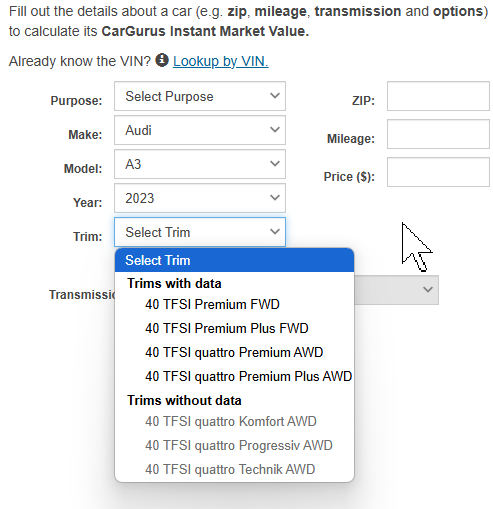 Fill out the details about a car (e.g. zip, mileage, transmission and options)
to calculate its CarGurus Instant Market Value.
Already know the VIN? i Lookup by VIN.
Purpose: Select Purpose
ZIP:
Make: Audi
Mileage:
Model: A3
Price ($):
Year: 2023
Trim: Select Trim
Select Trim
Trims with data
40 TFSI Premium FWD
Transmissi
40 TFSI Premium Plus FWD
40 TFSI quattro Premium AWD
40 TFSI quattro Premium Plus AWD
Trims without data
40 TFSI quattro Komfort AWD
40 TFSI quattro Progressiv AWD
40 TFSI quattro Technik AWD